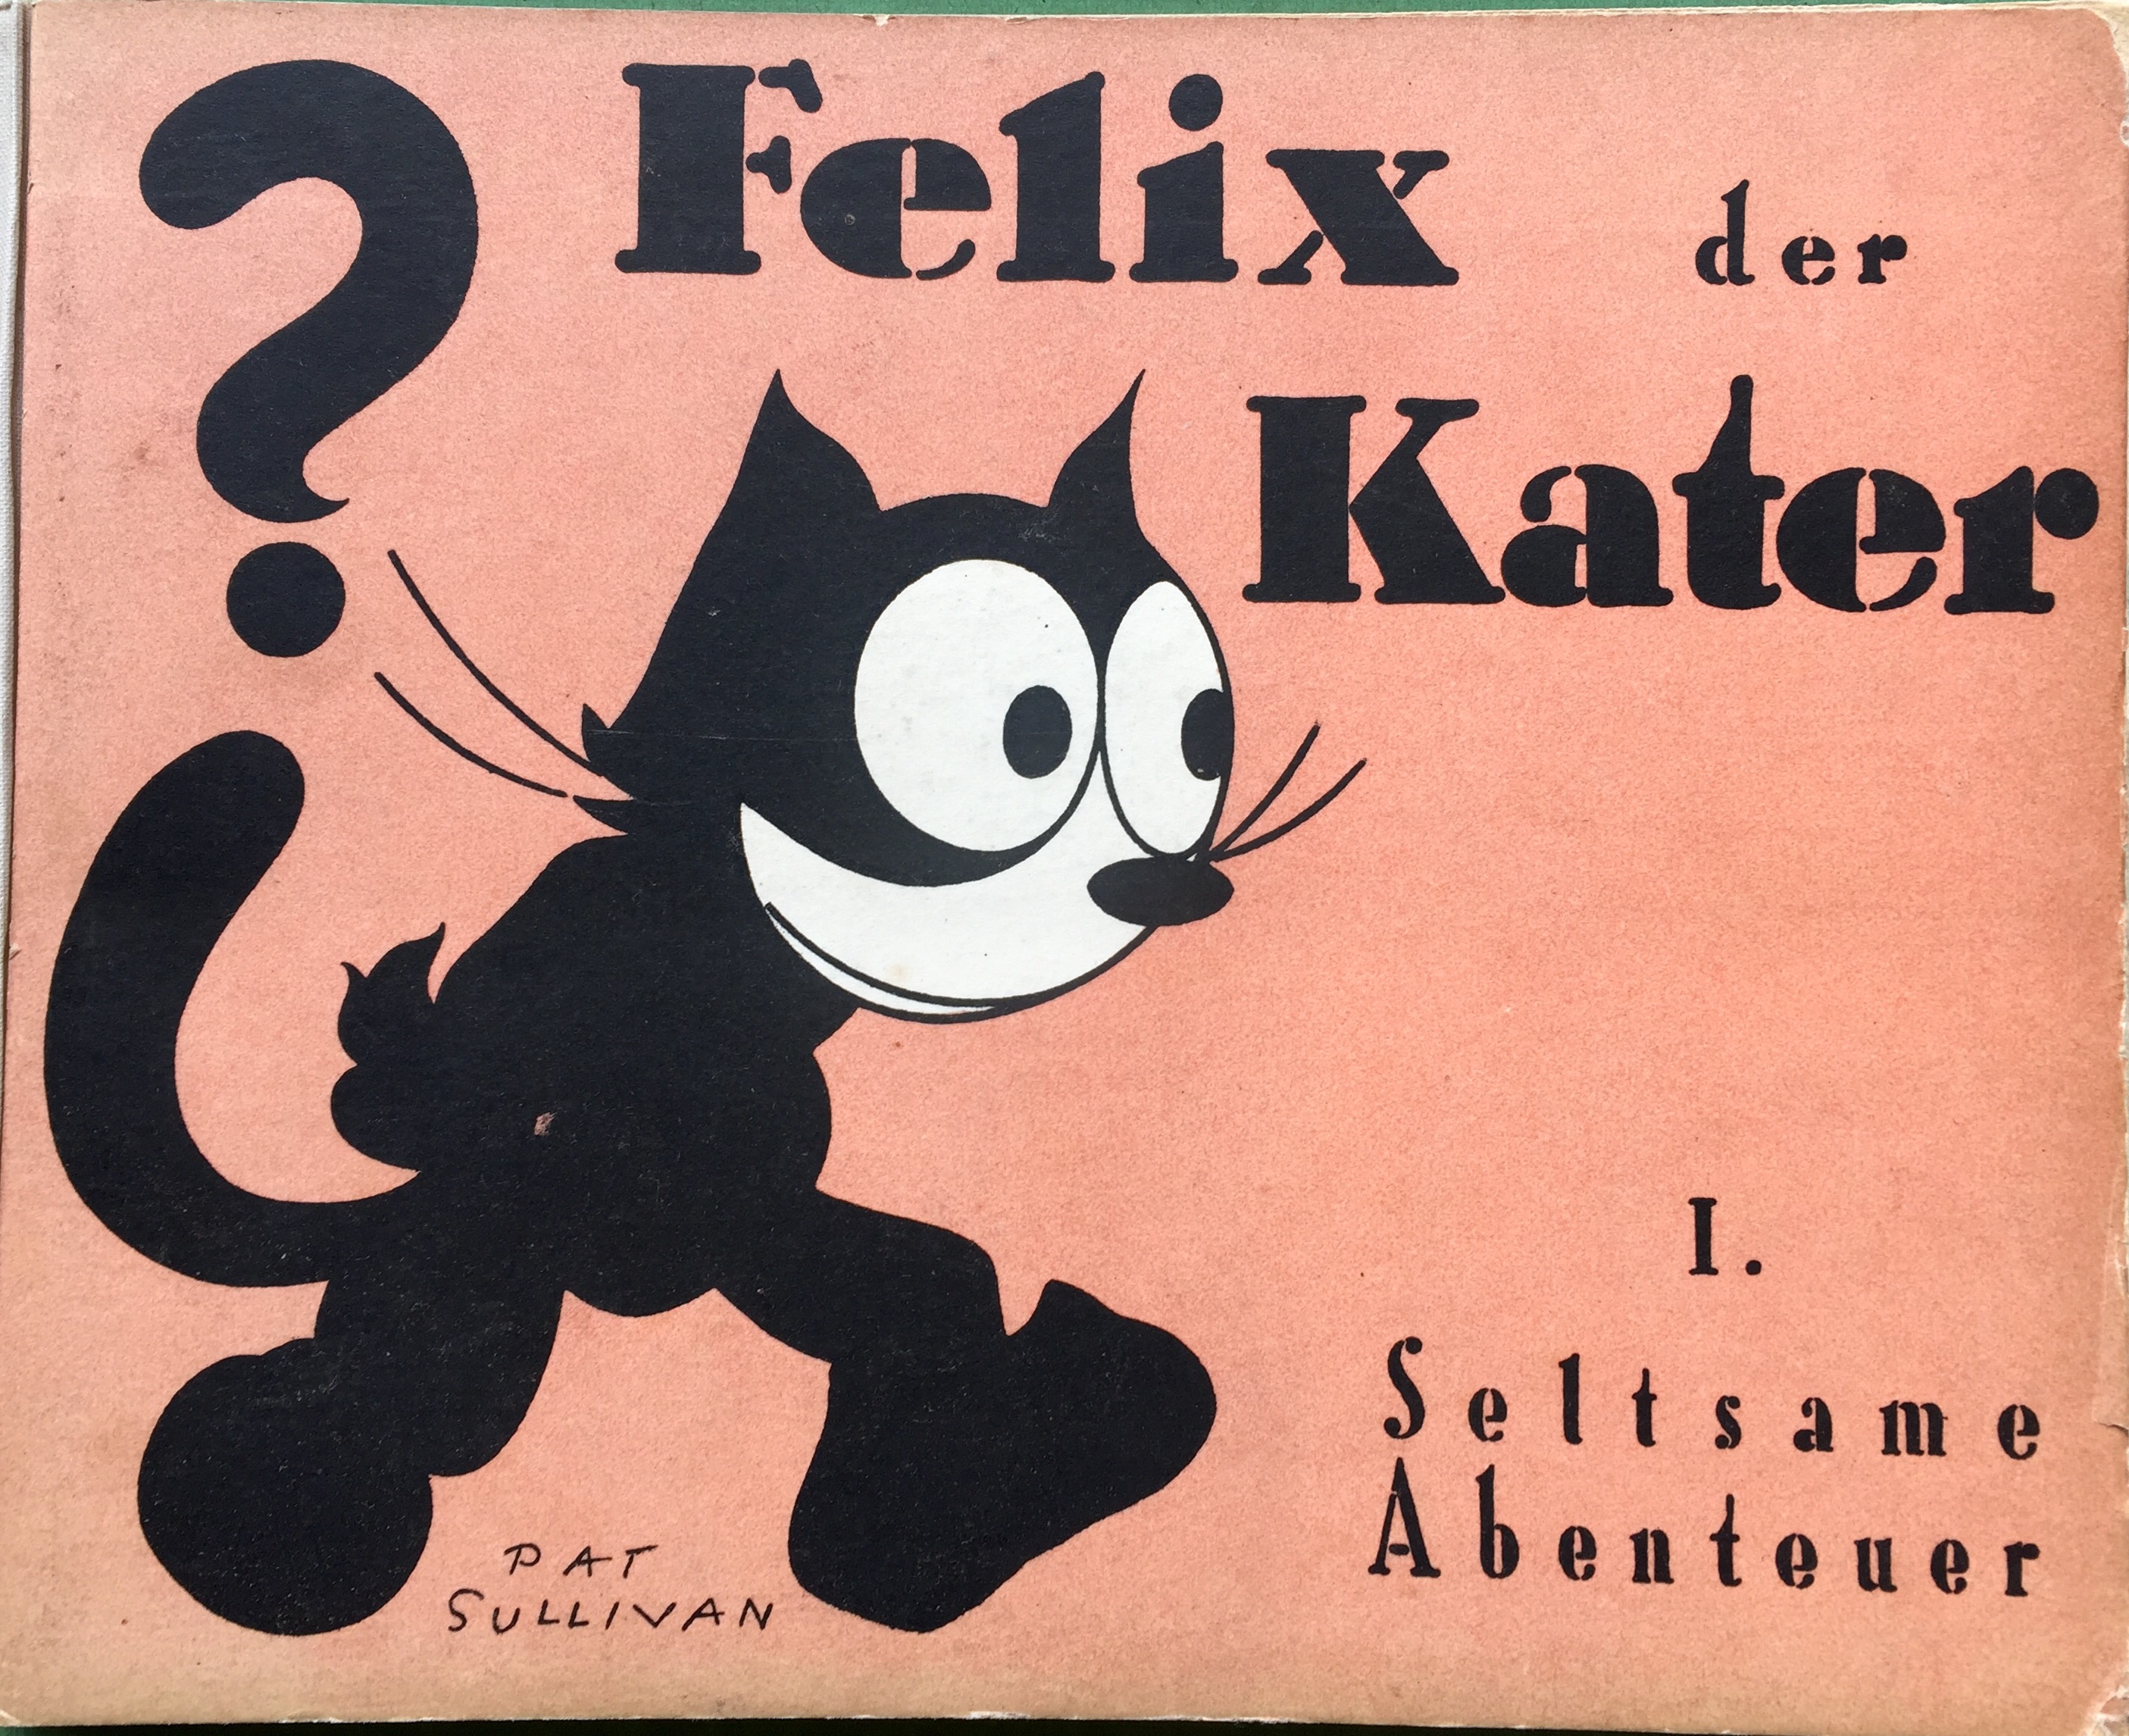 ?
Felix der
Kater
I.
Seltsame
Abenteuer
PAT
SULLIVAN